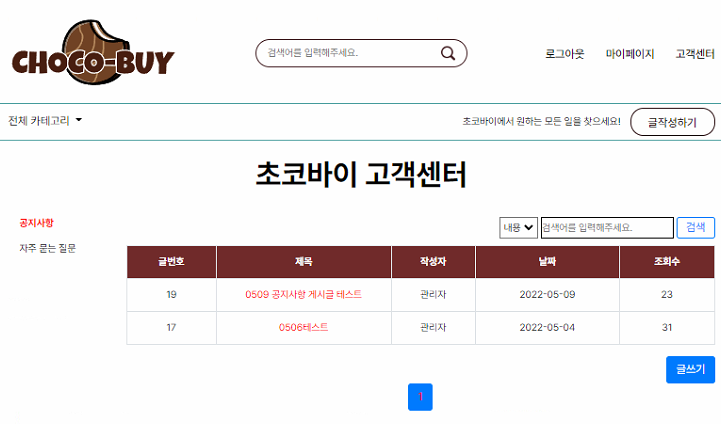 CHOCO-BUY
검색어를 입력해주세요.
로그아웃 마이페이지 고객센터
전체 카테고리
초코바이에서 원하는 모든 일을 찾으세요! 글작성하기
초코바이 고객센터
공지사항
자주 묻는 질문
내용 검색어를 입력해주세요. 검색
글번호 제목 작성자 날짜 조회수
19 0509 공지사항 게시글 테스트 관리자 2022-05-09 23
17 0506테스트 관리자 2022-05-04 31
글쓰기
1